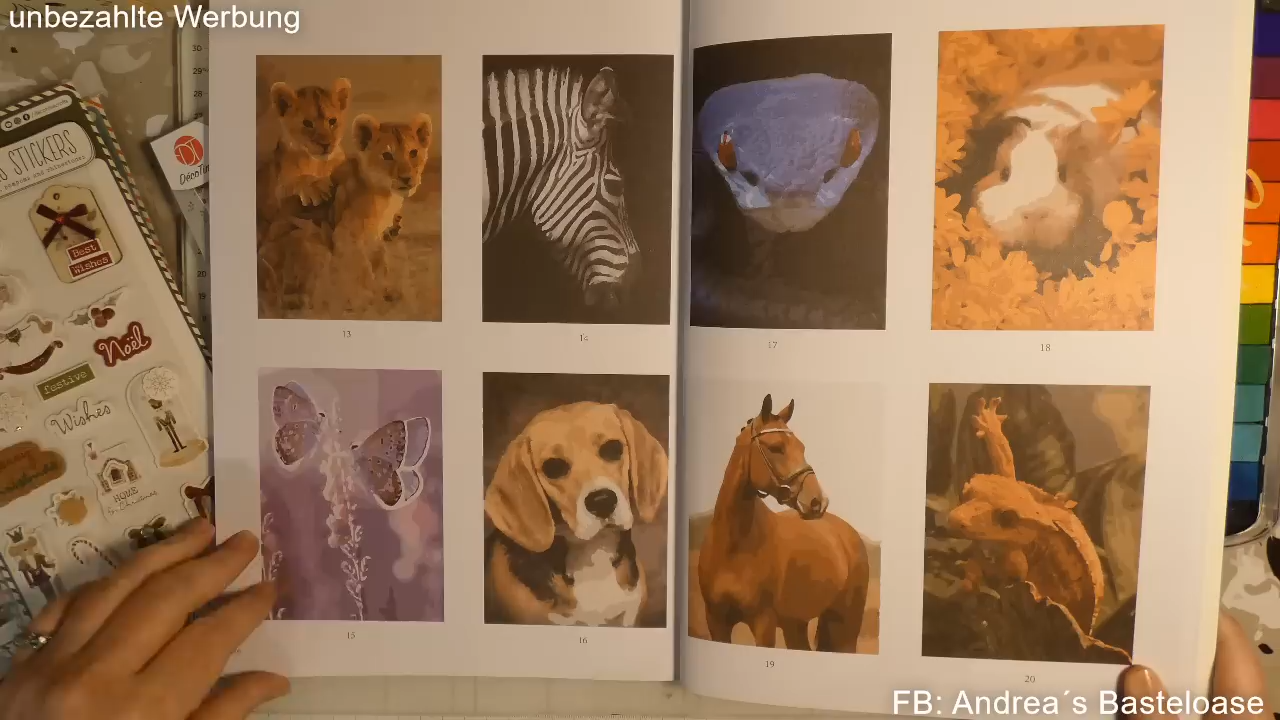 unbezahlte Werbung
STICKERS
Best
Wishes
Noël
festive
Wishes
HOME
13
14
17
18
15
16
19
20
FB: Andrea´s Basteloase